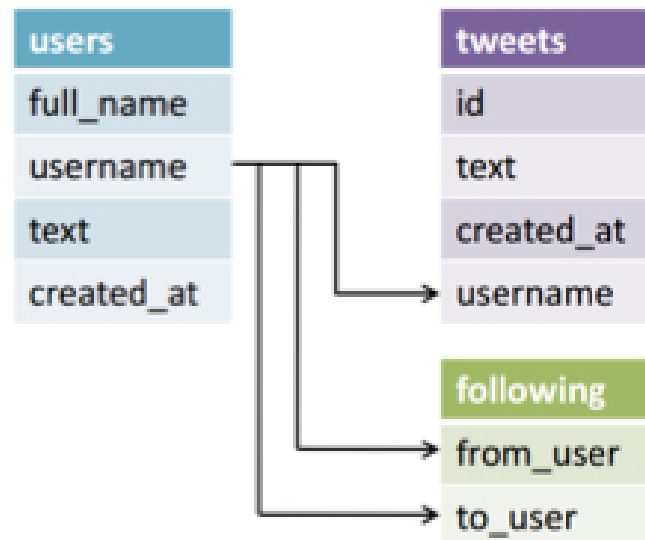 users
full_name
username
text
created_at
tweets
id
text
created_at
username
following
from_user
to_user